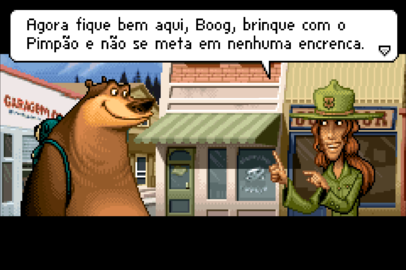 Agora fique bem aqui, Boog, brinque com o
Pimpão e não se meta em nenhuma encrenca.
GARAGEM